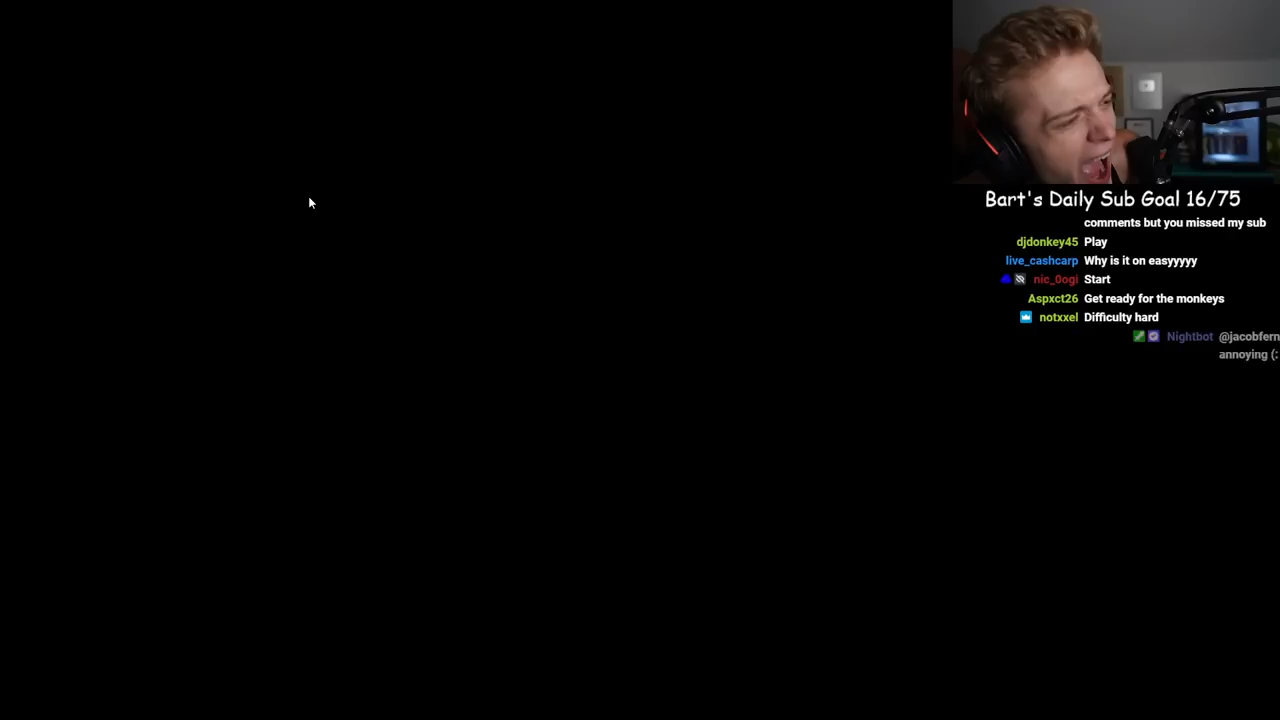 Bart's Daily Sub Goal 16/75
comments but you missed my sub
djdonkey45 Play
live_cashcarp Why is it on easyyyyy
nic_0ogi Start
Aspxct26 Get ready for the monkeys
notxxel Difficulty hard
Nightbot @jacobfern
annoying (: